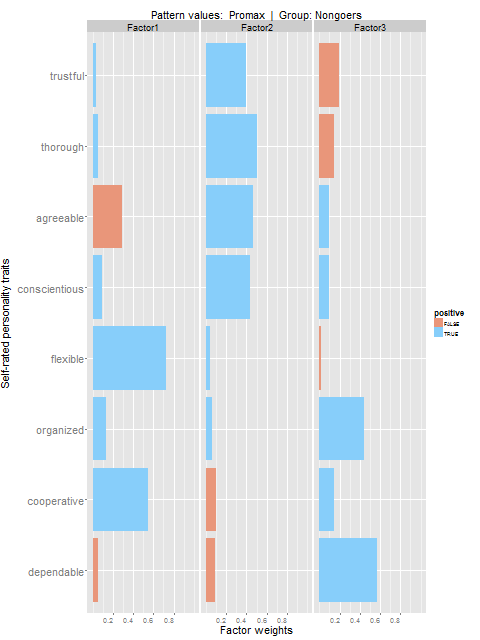 Pattern values:  Promax  |  Group: Nongoers
Factor1 Factor2 Factor3
trustful
thorough
agreeable
conscientious
flexible
organized
cooperative
dependable
Self-rated personality traits
0.2 0.4 0.6 0.8 0.2 0.4 0.6 0.8 0.2 0.4 0.6 0.8
Factor weights
positive
FALSE
TRUE